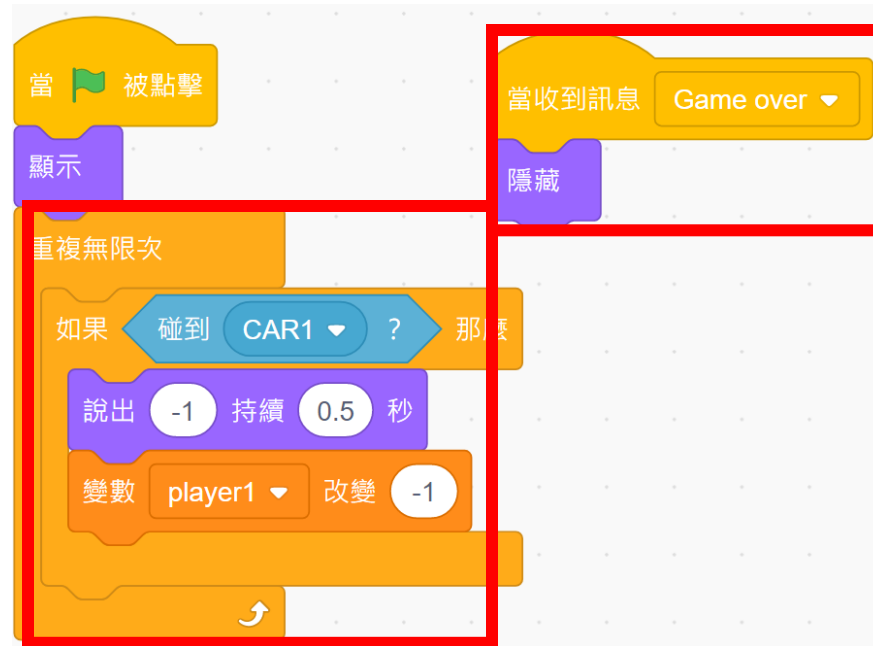 當 被點擊
顯示
重複無限次
如果 碰到 CAR1 ? 那麼
說出 -1 持續 0.5 秒
變數 player1 改變 -1
當收到訊息 Game over
隱藏